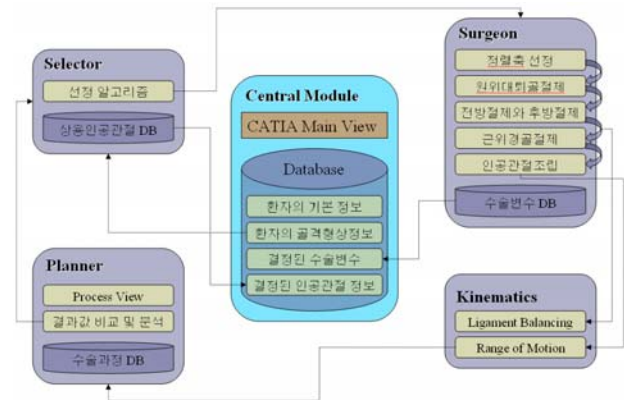 Selector
선정 알고리즘
상용인공관절 DB
Planner
Process View
결과값 비교 및 분석
수술과정 DB
Central Module
CATIA Main View
Database
환자의 기본 정보
환자의 골격형상정보
결정된 수술변수
결정된 인공관절 정보
Surgeon
정렬축 선정
원위대퇴골절제
전방절제와 후방절제
근위경골절제
인공관절조립
수술변수 DB
Kinematics
Ligament Balancing
Range of Motion